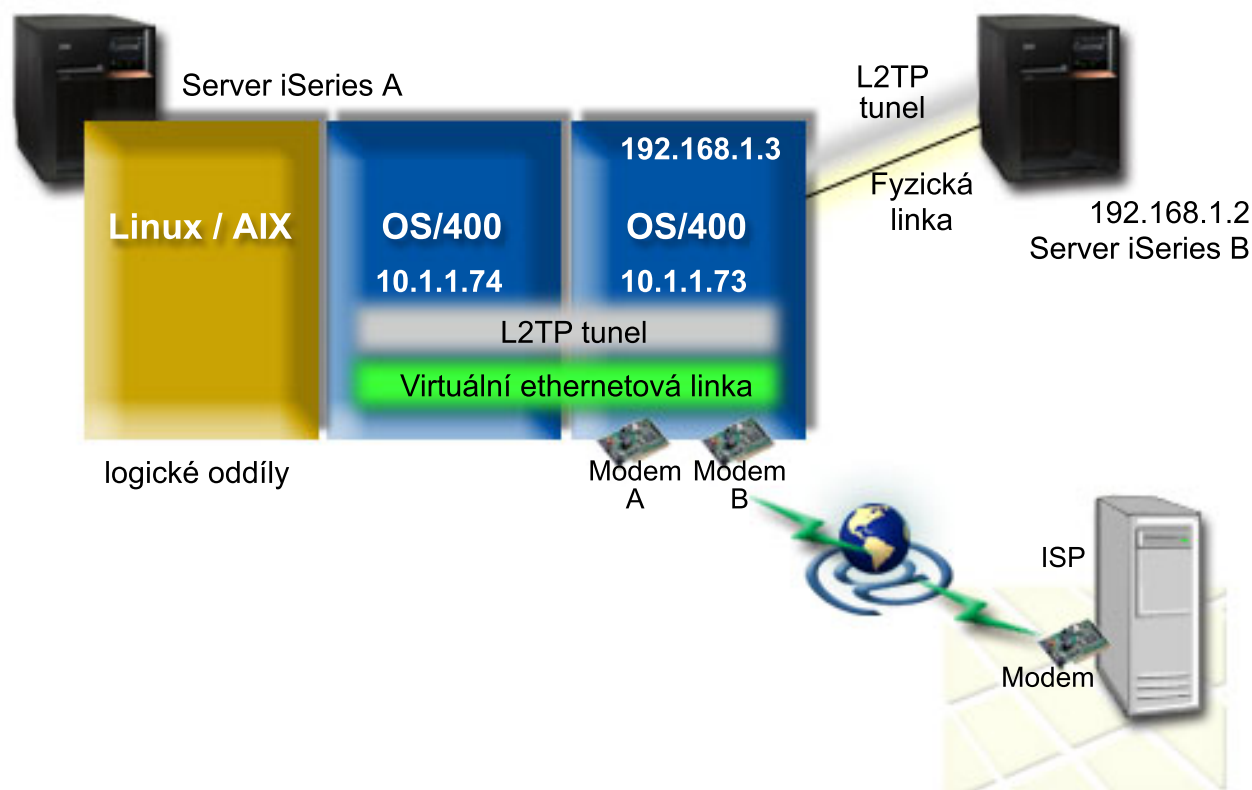 Server iSeries A
L2TP
tunel
192.168.1.3
Fyzická
linka
Linux / AIX
OS/400
OS/400
192.168.1.2
Server iSeries B
10.1.1.74
10.1.1.73
L2TP tunel
Virtuální ethernetová linka
logické oddíly
Modem
A
Modem
B
ISP
Modem